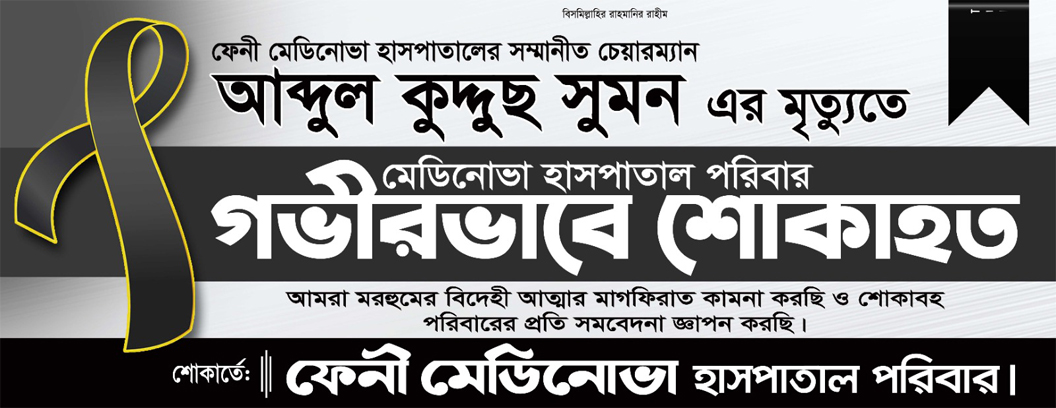 বিসমিল্লাহির রাহমানির রাহীম
ফেনী মেডিনোভা হাসপাতালের সম্মানীত চেয়ারম্যান
আব্দুল কুদ্দুছ সুমন এর মৃত্যুতে
মেডিনোভা হাসপাতাল পরিবার
গভীরভাবে শোকাহত
আমরা মরহুমের বিদেহী আত্মার মাগফিরাত কামনা করছি ও শোকাবহ
পরিবারের প্রতি সমবেদনা জ্ঞাপন করছি।
শোকার্তে: ফেনী মেডিনোভা হাসপাতাল পরিবার।